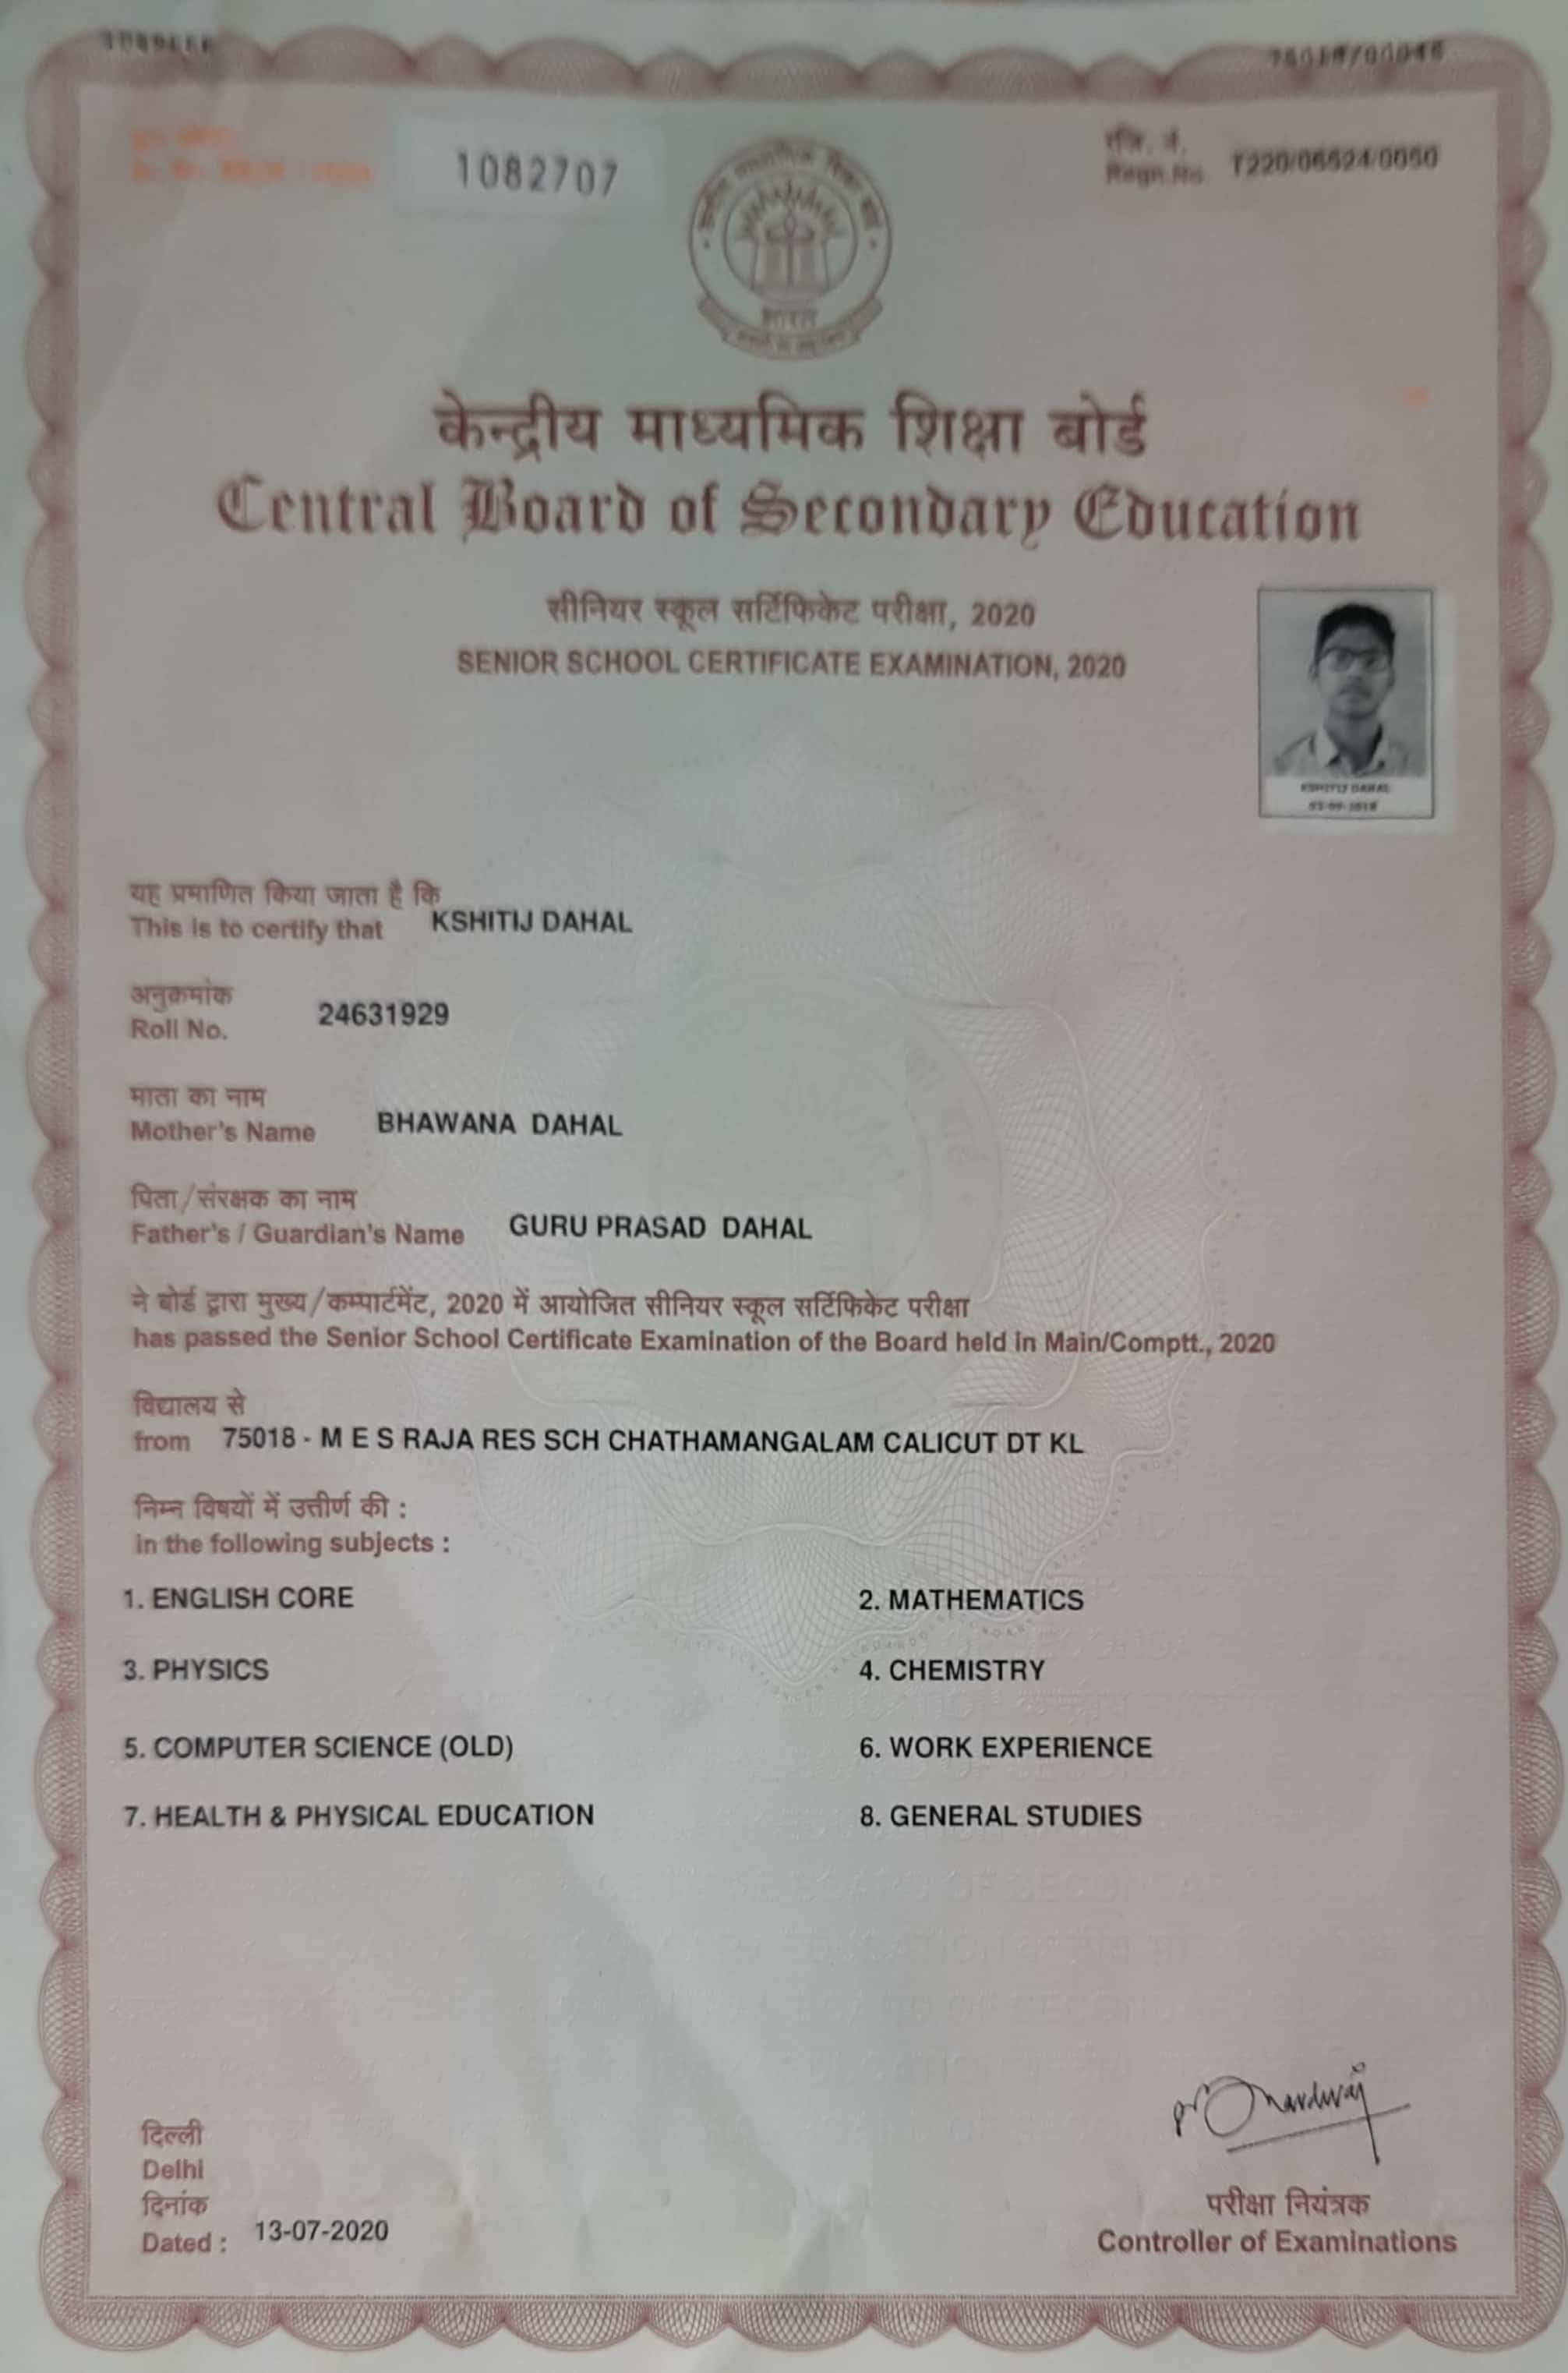 1082707
रजि. नं.
Regn.No. T220/06624/0050
भारत
केन्द्रीय माध्यमिक शिक्षा बोर्ड
Central Board of Secondary Education
सीनियर स्कूल सर्टिफिकेट परीक्षा, 2020
SENIOR SCHOOL CERTIFICATE EXAMINATION, 2020
KSHITIJ DAHAL
यह प्रमाणित किया जाता है कि
This is to certify that KSHITIJ DAHAL
अनुक्रमांक
Roll No. 24631929
माता का नाम
Mother's Name BHAWANA DAHAL
पिता/संरक्षक का नाम
Father's / Guardian's Name GURU PRASAD DAHAL
ने बोर्ड द्वारा मुख्य/कम्पार्टमेंट, 2020 में आयोजित सीनियर स्कूल सर्टिफिकेट परीक्षा
has passed the Senior School Certificate Examination of the Board held in Main/Comptt., 2020
विद्यालय से
from 75018 - M E S RAJA RES SCH CHATHAMANGALAM CALICUT DT KL
निम्न विषयों में उत्तीर्ण की :
in the following subjects :
1. ENGLISH CORE 2. MATHEMATICS
3. PHYSICS 4. CHEMISTRY
5. COMPUTER SCIENCE (OLD) 6. WORK EXPERIENCE
7. HEALTH & PHYSICAL EDUCATION 8. GENERAL STUDIES
दिल्ली
Delhi
दिनांक
Dated : 13-07-2020
परीक्षा नियंत्रक
Controller of Examinations